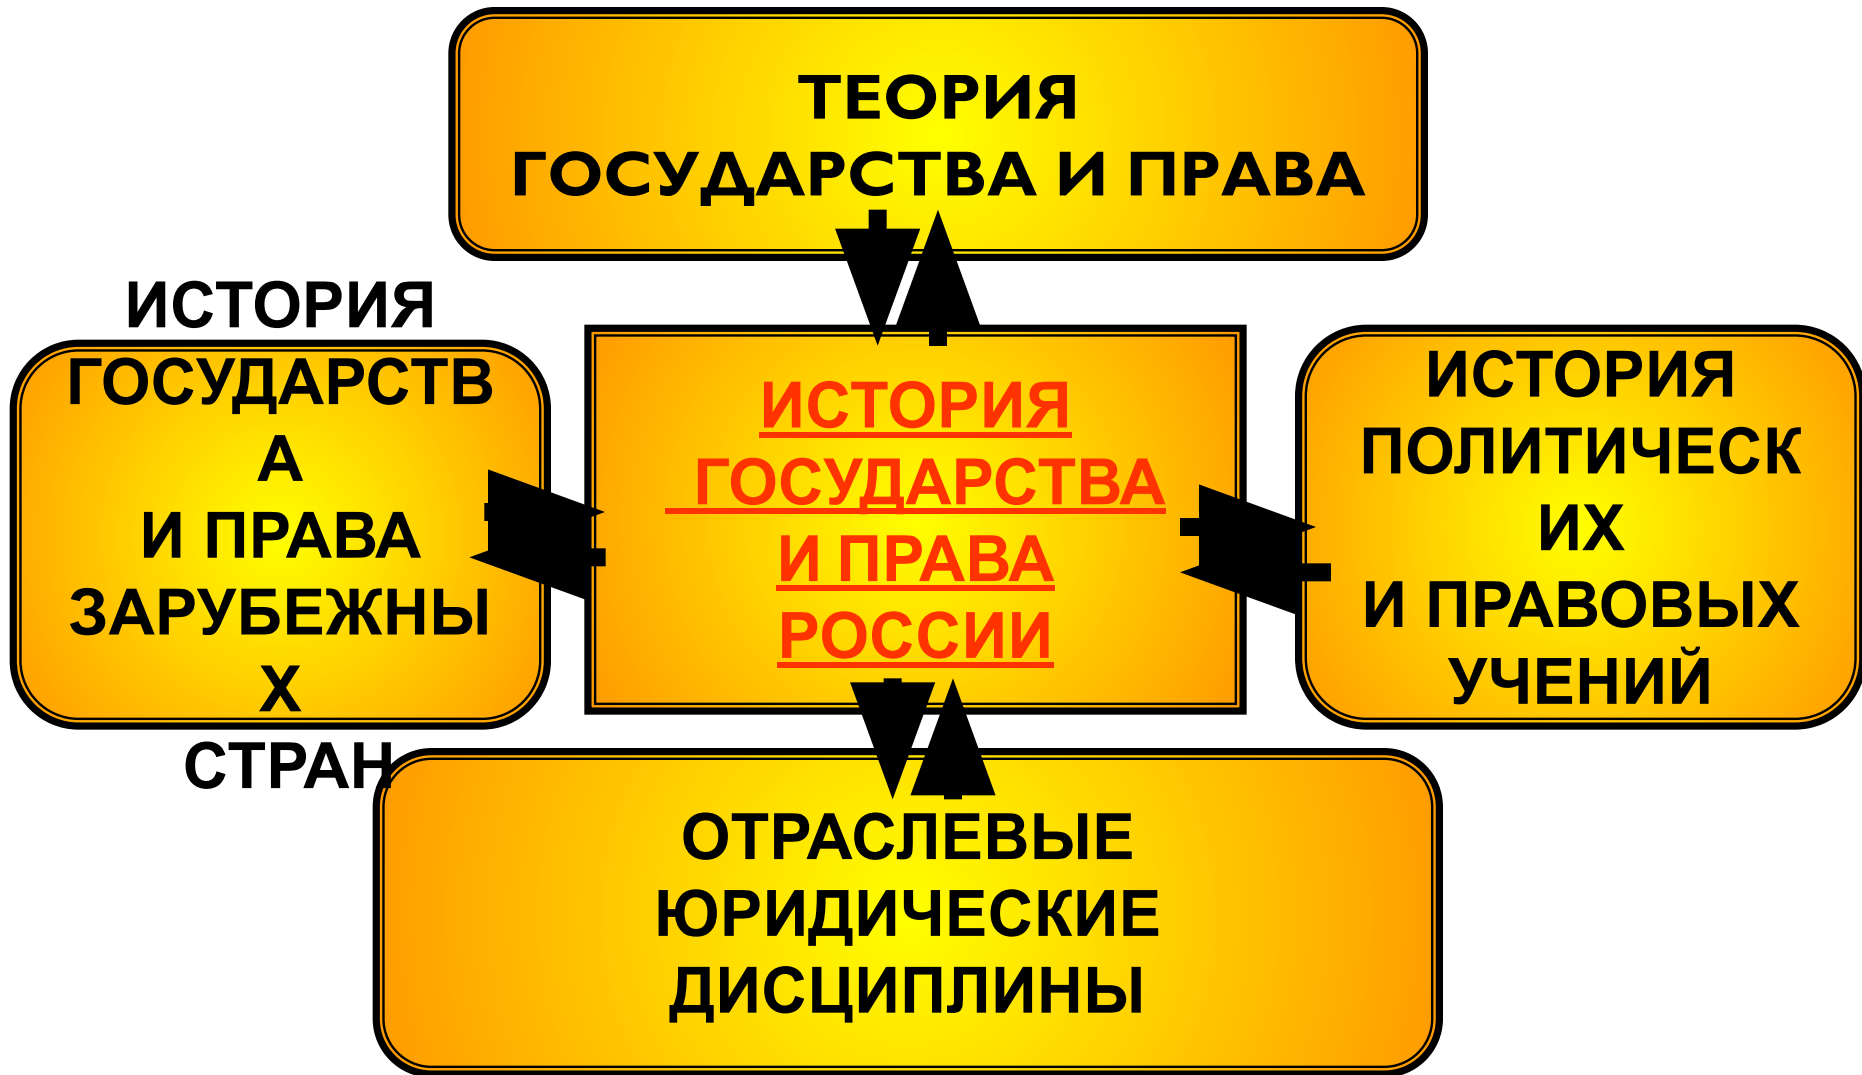 ТЕОРИЯ
ГОСУДАРСТВА И ПРАВА
ИСТОРИЯ
ГОСУДАРСТВ
А
И ПРАВА
ЗАРУБЕЖНЫ
Х
СТРАН
ИСТОРИЯ
ГОСУДАРСТВА
И ПРАВА
РОССИИ
ИСТОРИЯ
ПОЛИТИЧЕСК
ИХ
И ПРАВОВЫХ
УЧЕНИЙ
ОТРАСЛЕВЫЕ
ЮРИДИЧЕСКИЕ
ДИСЦИПЛИНЫ